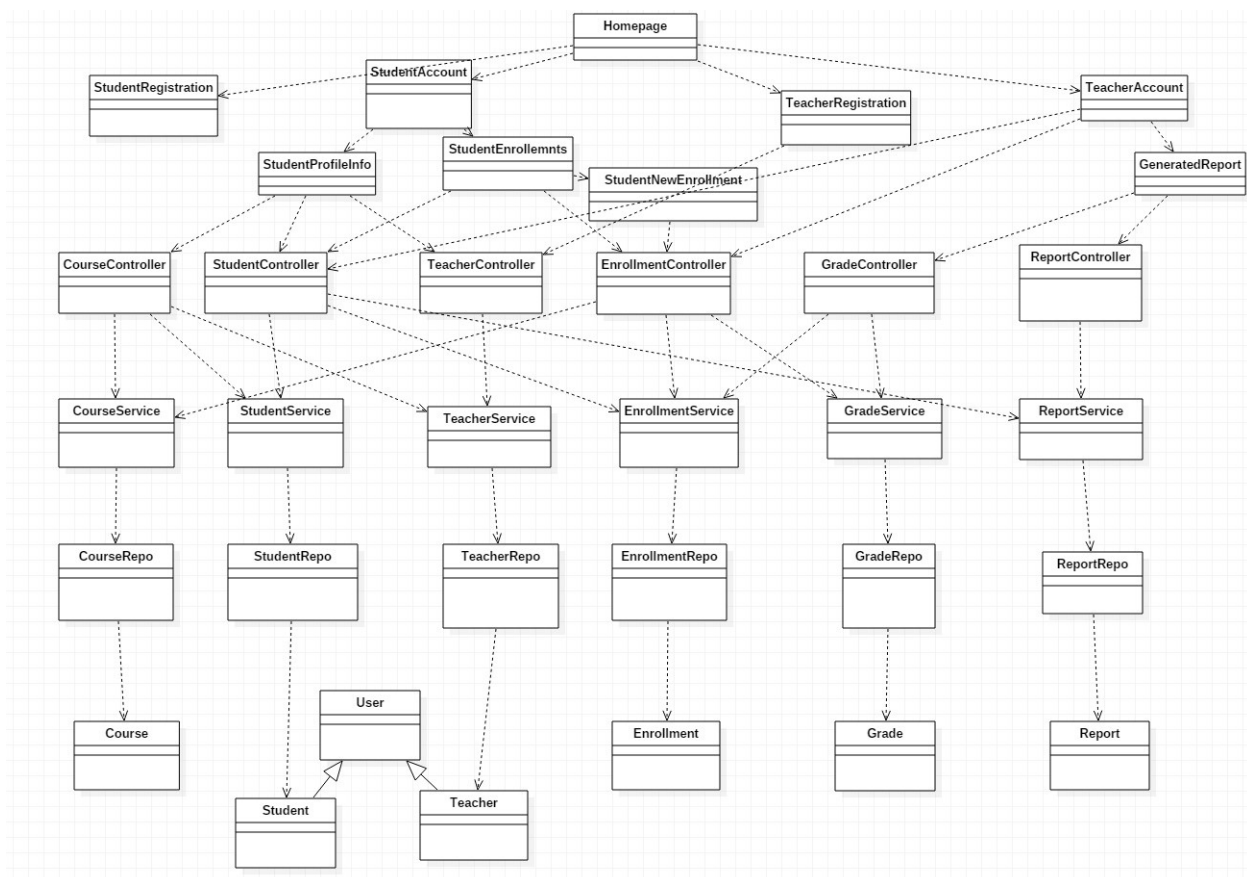 Homepage
StudentAccount
StudentRegistration
TeacherRegistration
TeacherAccount
StudentEnrollemnts
StudentProfileInfo
StudentNewEnrollment
GeneratedReport
CourseController
StudentController
TeacherController
EnrollmentController
GradeController
ReportController
CourseService
StudentService
TeacherService
EnrollmentService
GradeService
ReportService
CourseRepo
StudentRepo
TeacherRepo
EnrollmentRepo
GradeRepo
ReportRepo
User
Course
Enrollment
Grade
Report
Student
Teacher